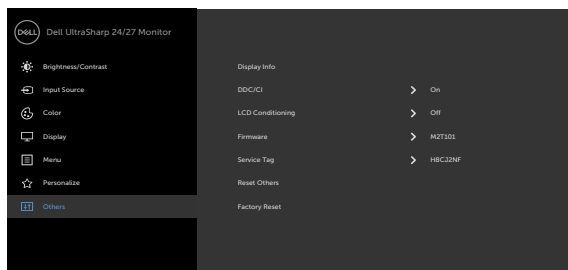 DELL Dell UltraSharp 24/27 Monitor
Brightness/Contrast Display Info
Input Source DDC/CI On
Color LCD Conditioning Off
Display Firmware M2T101
Menu Service Tag H8CJ2NF
Personalize Reset Others
Others Factory Reset